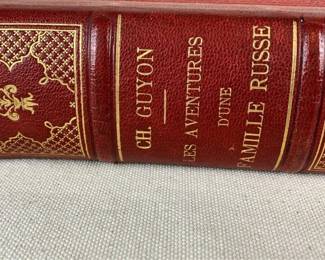 CH. GUYON
LES AVENTURES
D'UNE
FAMILLE RUSSE